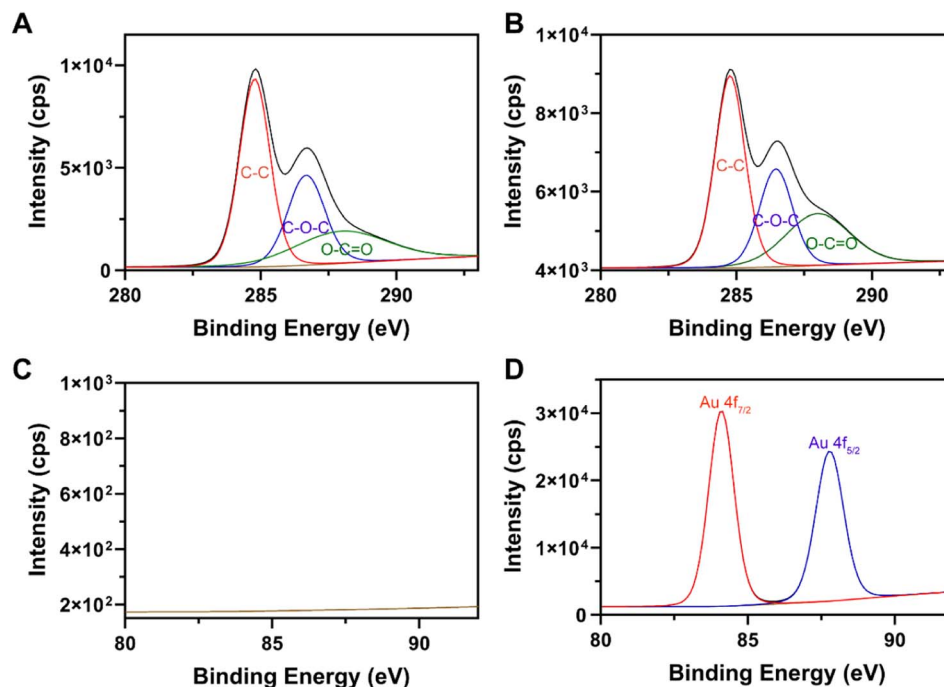 A
Intensity (cps)
1×10⁴
5×10³
0
C-C
C-O-C
O-C=O
280 285 290
Binding Energy (eV)
B
Intensity (cps)
1×10⁴
8×10³
6×10³
4×10³
C-C
C-O-C
O-C=O
280 285 290
Binding Energy (eV)
C
Intensity (cps)
1×10³
8×10²
6×10²
4×10²
2×10²
80 85 90
Binding Energy (eV)
D
Intensity (cps)
3×10⁴
2×10⁴
1×10⁴
0
Au 4f₇/₂
Au 4f₅/₂
80 85 90
Binding Energy (eV)